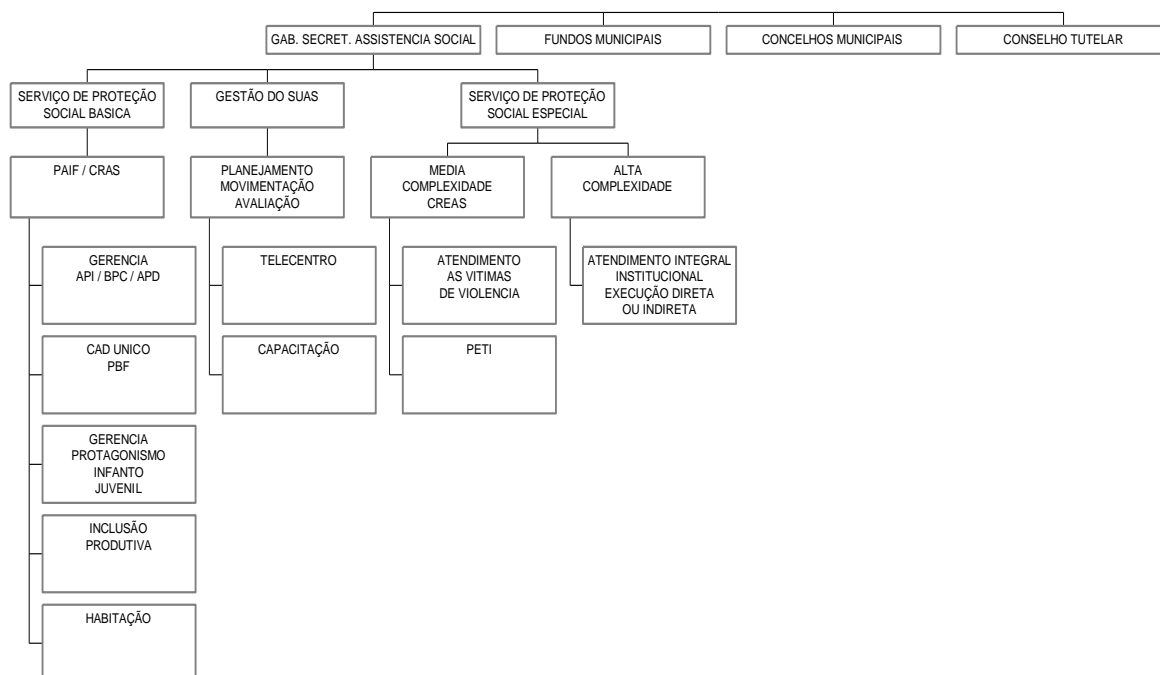 GAB. SECRET. ASSISTENCIA SOCIAL
FUNDOS MUNICIPAIS
CONCELHOS MUNICIPAIS
CONSELHO TUTELAR
SERVIÇO DE PROTEÇÃO
SOCIAL BASICA
GESTÃO DO SUAS
SERVIÇO DE PROTEÇÃO
SOCIAL ESPECIAL
PAIF / CRAS
PLANEJAMENTO
MOVIMENTAÇÃO
AVALIAÇÃO
MEDIA
COMPLEXIDADE
CREAS
ALTA
COMPLEXIDADE
GERENCIA
API / BPC / APD
TELECENTRO
ATENDIMENTO
AS VITIMAS
DE VIOLENCIA
ATENDIMENTO INTEGRAL
INSTITUCIONAL
EXECUÇÃO DIRETA
OU INDIRETA
CAD UNICO
PBF
CAPACITAÇÃO
PETI
GERENCIA
PROTAGONISMO
INFANTO
JUVENIL
INCLUSÃO
PRODUTIVA
HABITAÇÃO